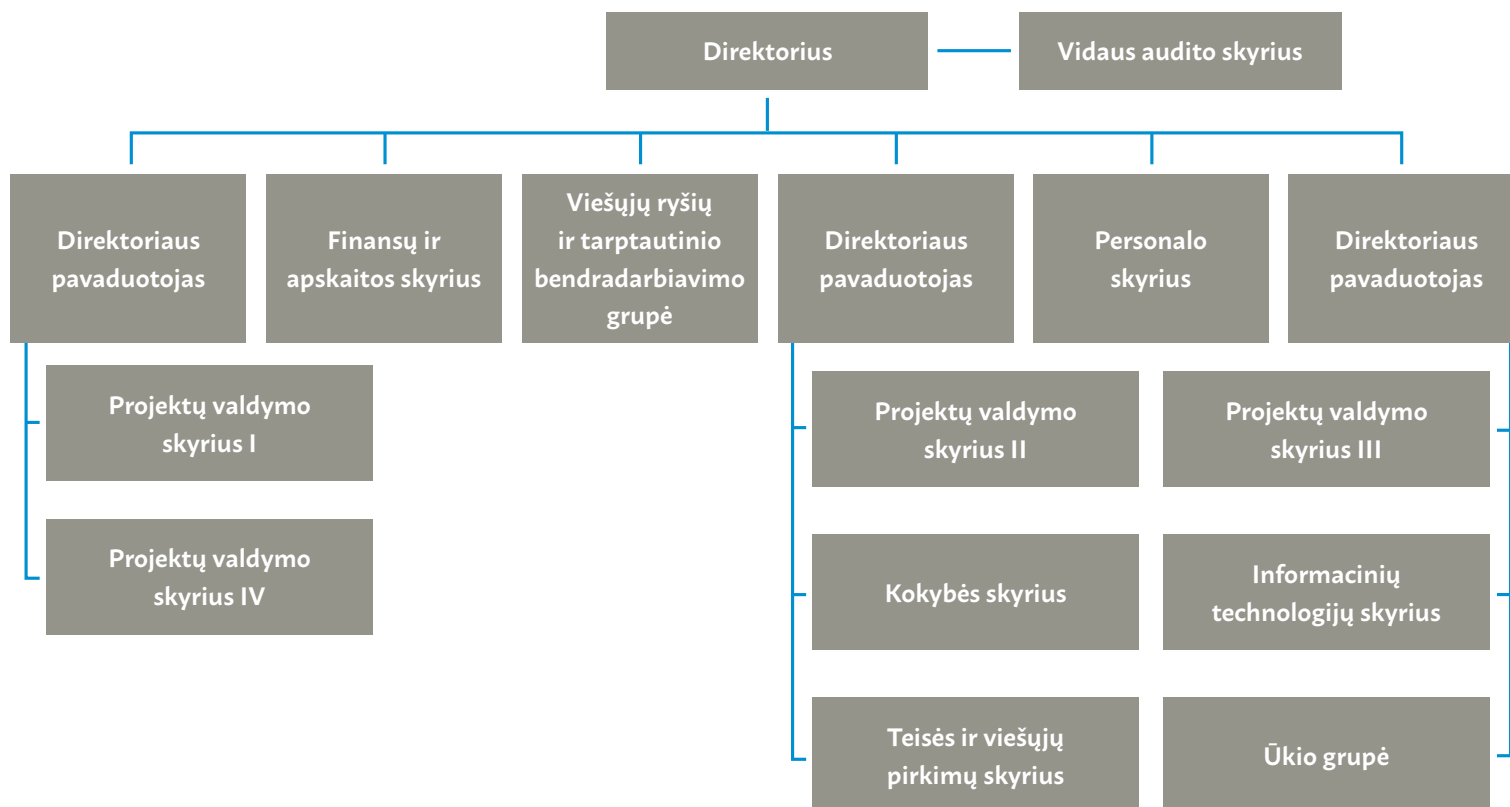 Direktorius
Vidaus audito skyrius
Direktoriaus
pavaduotojas
Finansų ir
apskaitos skyrius
Viešųjų ryšių
ir tarptautinio
bendradarbiavimo
grupė
Direktoriaus
pavaduotojas
Personalo
skyrius
Direktoriaus
pavaduotojas
Projektų valdymo
skyrius I
Projektų valdymo
skyrius IV
Projektų valdymo
skyrius II
Projektų valdymo
skyrius III
Kokybės skyrius
Informacinių
technologijų skyrius
Teisės ir viešųjų
pirkimų skyrius
Ūkio grupė